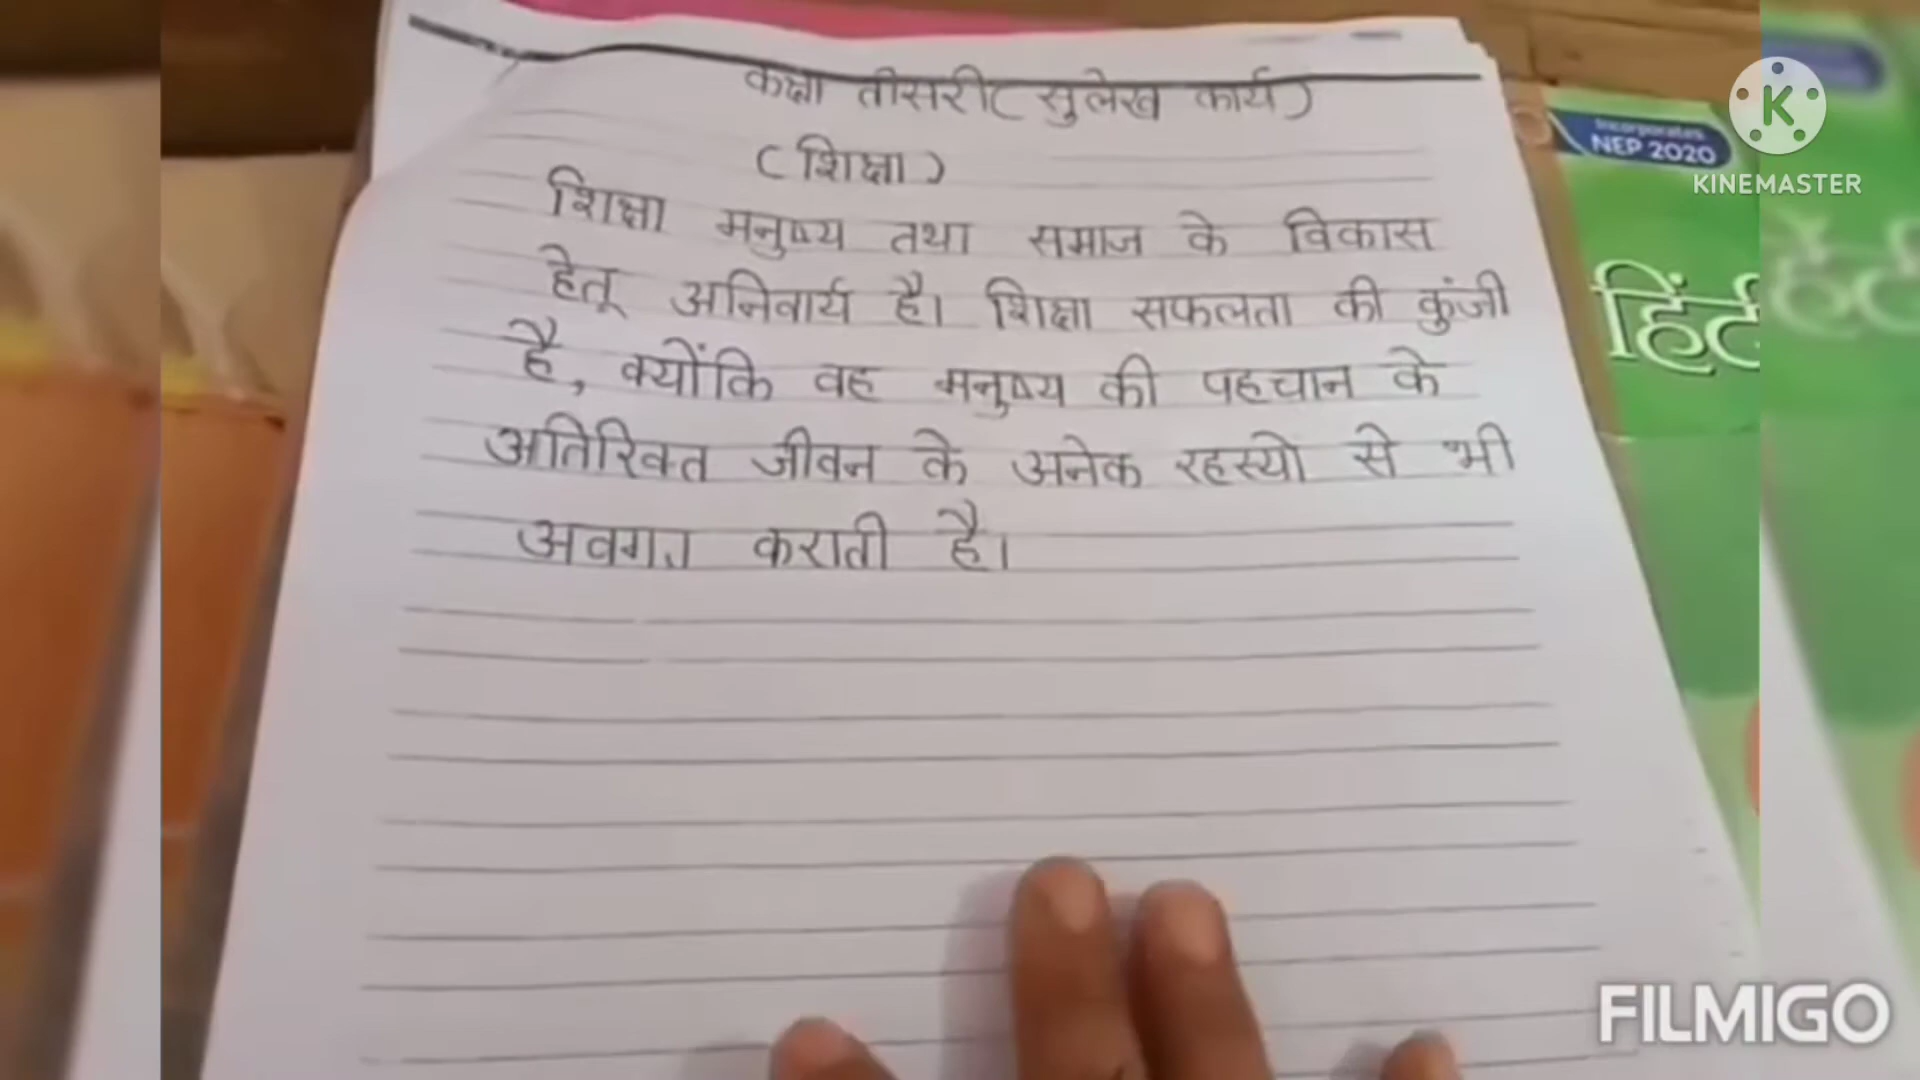 कक्षा तीसरी (सुलेख कार्य)
(शिक्षा)
शिक्षा मनुष्य तथा समाज के विकास
हेतू अनिवार्य है। शिक्षा सफलता की कुंजी
है, क्योंकि वह मनुष्य की पहचान के
अतिरिक्त जीवन के अनेक रहस्यो से भी
अवगत कराती है।
Incorporates
NEP 2020
KINEMASTER
FILMIGO